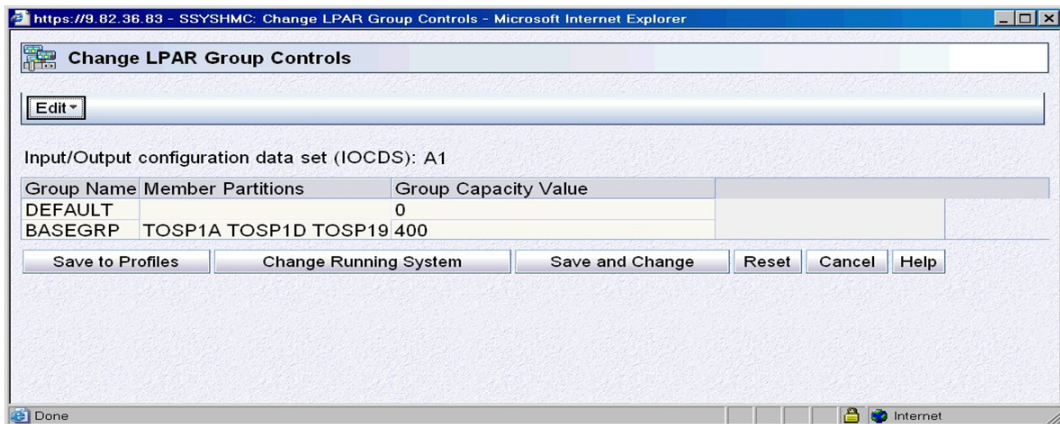 https://9.82.36.83 - SSYSHMC: Change LPAR Group Controls - Microsoft Internet Explorer
Change LPAR Group Controls
Edit
Input/Output configuration data set (IOCDS): A1
Group Name Member Partitions Group Capacity Value
DEFAULT 0
BASEGRP TOSP1A TOSP1D TOSP19 400
Save to Profiles Change Running System Save and Change Reset Cancel Help
Done Internet